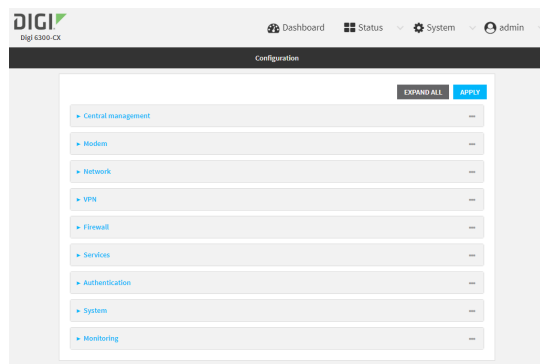 DIGI
Digi 6300-CX
Dashboard Status System admin
Configuration
EXPAND ALL APPLY
Central management
Modem
Network
VPN
Firewall
Services
Authentication
System
Monitoring